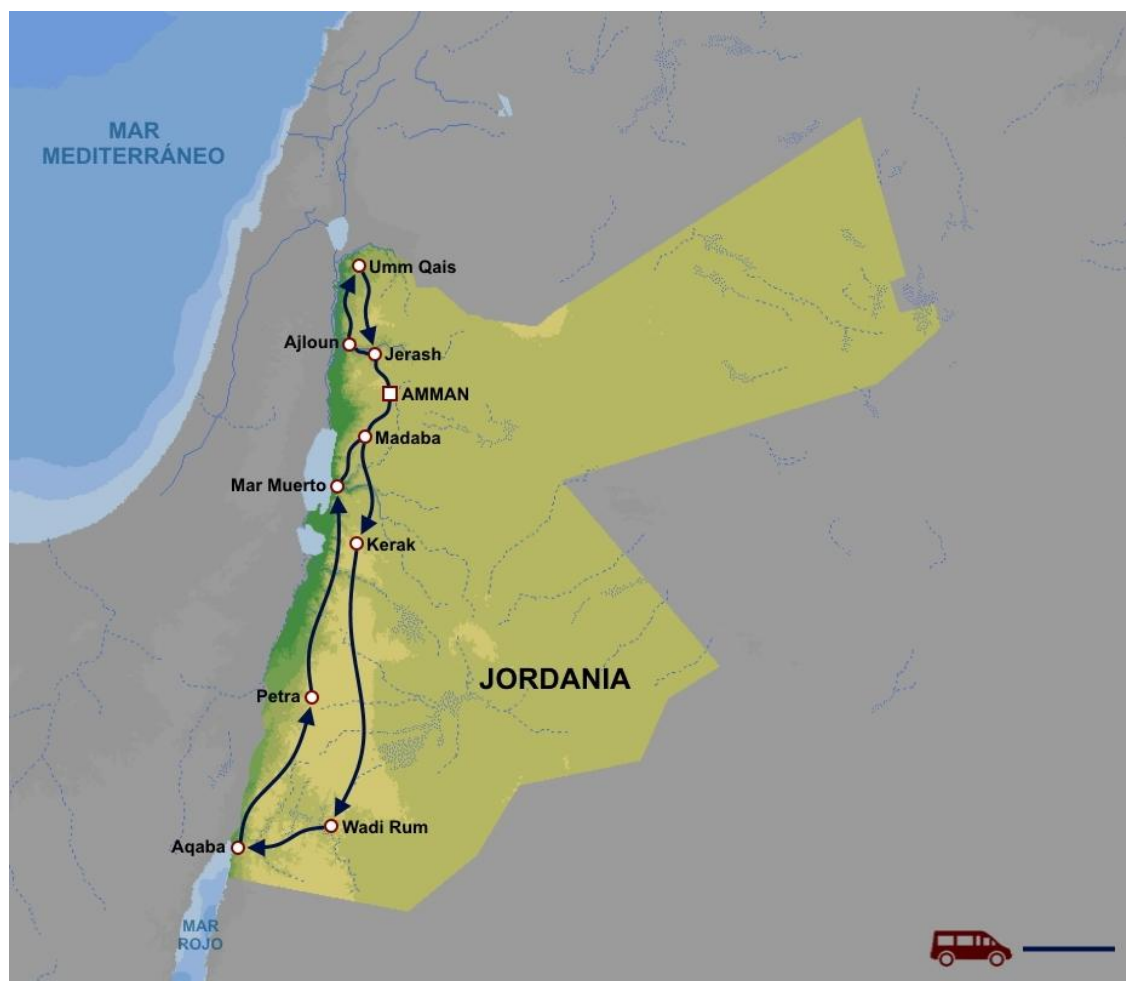 MAR
MEDITERRÁNEO
Umm Qais
Ajloun
Jerash
AMMAN
Madaba
Mar Muerto
Kerak
JORDANIA
Petra
Wadi Rum
Aqaba
MAR
ROJO